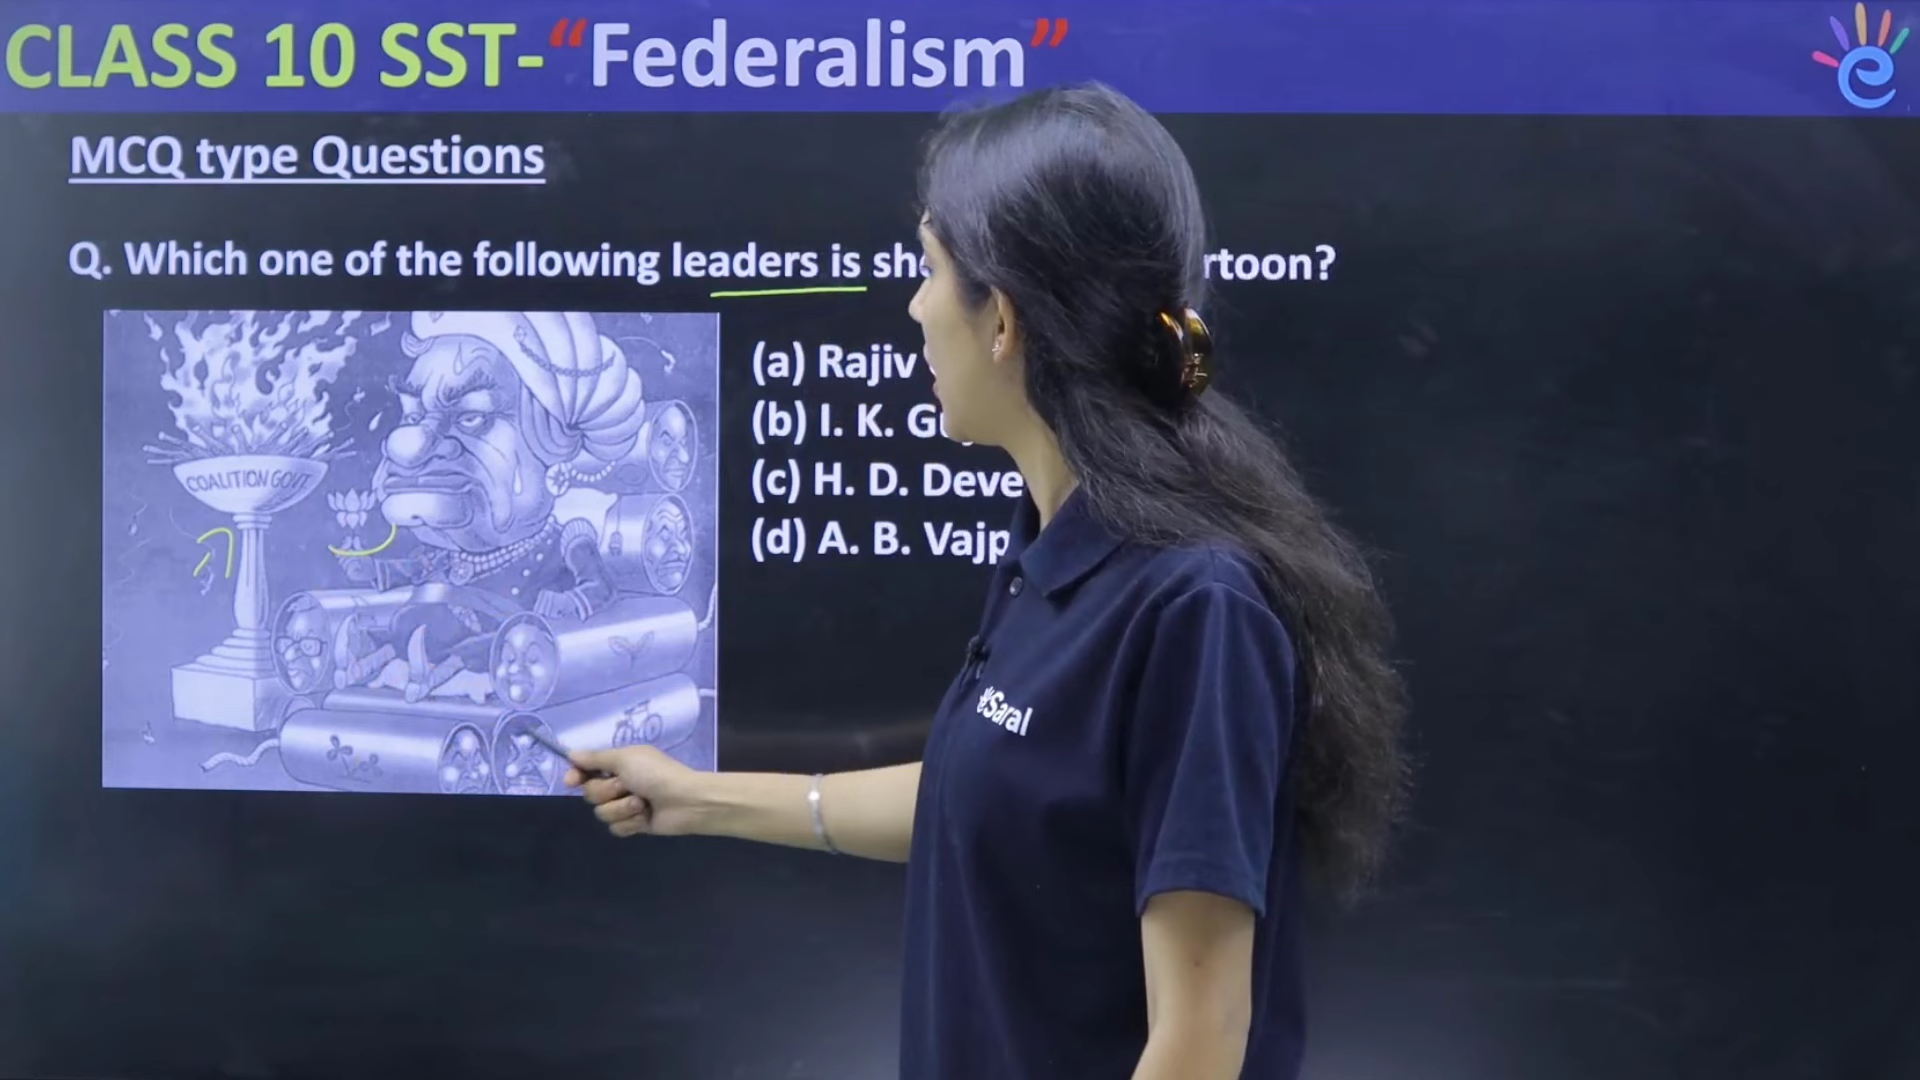 CLASS 10 SST-“Federalism”
MCQ type Questions
Q. Which one of the following leaders is rtoon?
COALITION GOVT
(a) Rajiv
(b) I. K.
(c) H. D. Deve
(d) A. B. Vajp
eSaral